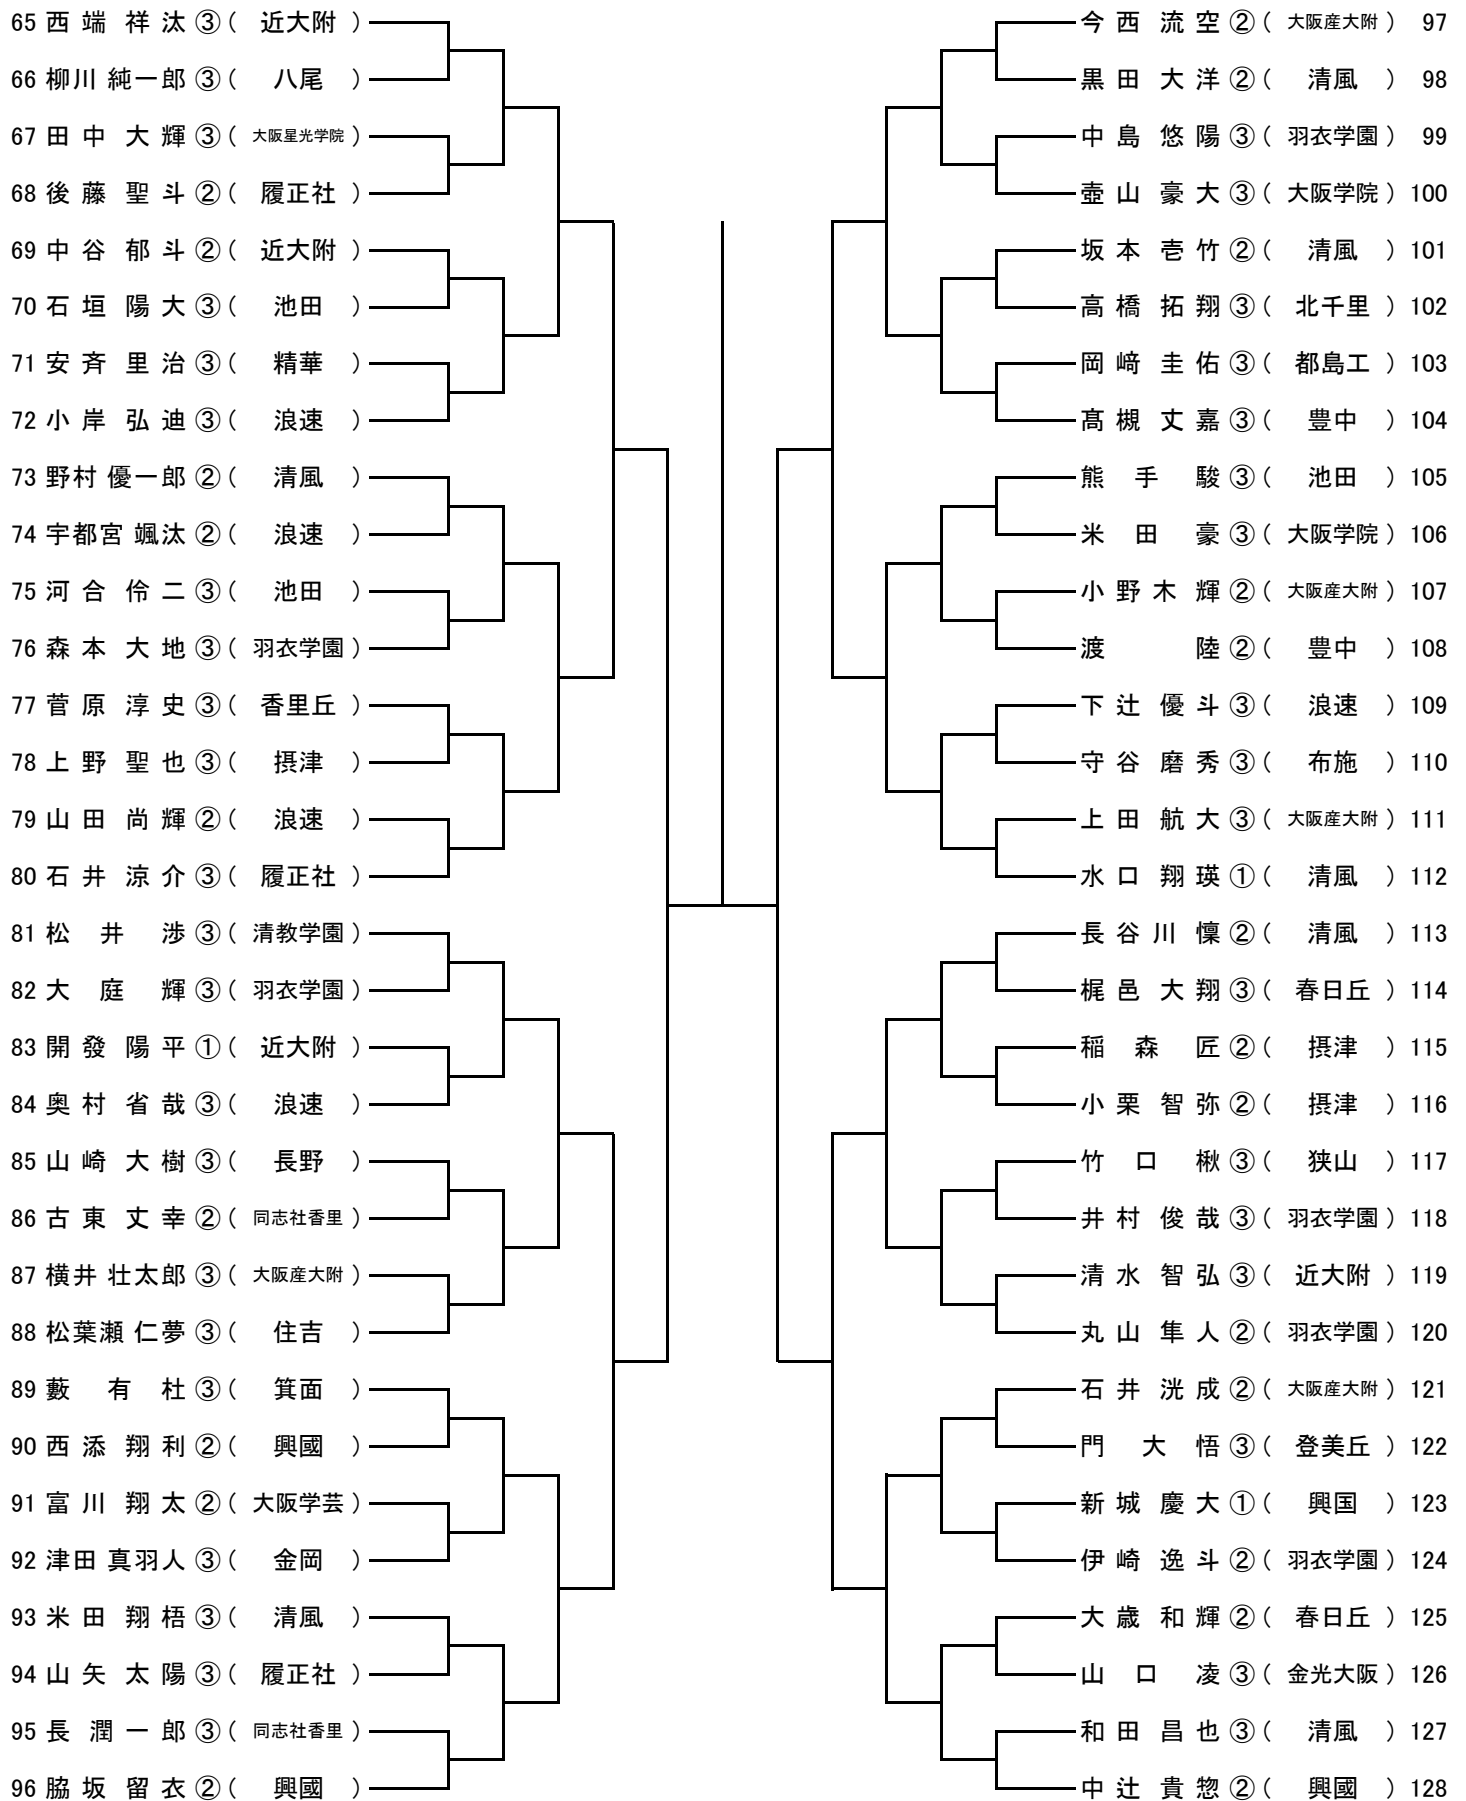 65 西端 祥汰 ③ ( 近大附 )
66 柳川 純一郎 ③ ( 八尾 )
67 田中 大輝 ③ ( 大阪星光学院 )
68 後藤 聖斗 ② ( 履正社 )
69 中谷 郁斗 ② ( 近大附 )
70 石垣 陽大 ③ ( 池田 )
71 安斉 里治 ③ ( 精華 )
72 小岸 弘迪 ③ ( 浪速 )
73 野村 優一郎 ② ( 清風 )
74 宇都宮 颯汰 ② ( 浪速 )
75 河合 伶二 ③ ( 池田 )
76 森本 大地 ③ ( 羽衣学園 )
77 菅原 淳史 ③ ( 香里丘 )
78 上野 聖也 ③ ( 摂津 )
79 山田 尚輝 ② ( 浪速 )
80 石井 涼介 ③ ( 履正社 )
81 松井 渉 ③ ( 清教学園 )
82 大庭 輝 ③ ( 羽衣学園 )
83 開發 陽平 ① ( 近大附 )
84 奥村 省哉 ③ ( 浪速 )
85 山崎 大樹 ③ ( 長野 )
86 古東 丈幸 ② ( 同志社香里 )
87 横井 壮太郎 ③ ( 大阪産大附 )
88 松葉瀬 仁夢 ③ ( 住吉 )
89 藪 有杜 ③ ( 箕面 )
90 西添 翔利 ② ( 興國 )
91 富川 翔太 ② ( 大阪学芸 )
92 津田 真羽人 ③ ( 金岡 )
93 米田 翔梧 ③ ( 清風 )
94 山矢 太陽 ③ ( 履正社 )
95 長 潤一郎 ③ ( 同志社香里 )
96 脇坂 留衣 ② ( 興國 )
今西 流空 ② ( 大阪産大附 ) 97
黒田 大洋 ② ( 清風 ) 98
中島 悠陽 ③ ( 羽衣学園 ) 99
壺山 豪大 ③ ( 大阪学院 ) 100
坂本 壱竹 ② ( 清風 ) 101
高橋 拓翔 ③ ( 北千里 ) 102
岡﨑 圭佑 ③ ( 都島工 ) 103
髙槻 丈嘉 ③ ( 豊中 ) 104
熊手 駿 ③ ( 池田 ) 105
米田 豪 ③ ( 大阪学院 ) 106
小野木 輝 ② ( 大阪産大附 ) 107
渡 陸 ② ( 豊中 ) 108
下辻 優斗 ③ ( 浪速 ) 109
守谷 磨秀 ③ ( 布施 ) 110
上田 航大 ③ ( 大阪産大附 ) 111
水口 翔瑛 ① ( 清風 ) 112
長谷川 懍 ② ( 清風 ) 113
梶邑 大翔 ③ ( 春日丘 ) 114
稲森 匠 ② ( 摂津 ) 115
小栗 智弥 ② ( 摂津 ) 116
竹口 楸 ③ ( 狭山 ) 117
井村 俊哉 ③ ( 羽衣学園 ) 118
清水 智弘 ③ ( 近大附 ) 119
丸山 隼人 ② ( 羽衣学園 ) 120
石井 洸成 ② ( 大阪産大附 ) 121
門 大悟 ③ ( 登美丘 ) 122
新城 慶大 ① ( 興国 ) 123
伊崎 逸斗 ② ( 羽衣学園 ) 124
大歳 和輝 ② ( 春日丘 ) 125
山口 凌 ③ ( 金光大阪 ) 126
和田 昌也 ③ ( 清風 ) 127
中辻 貴惣 ② ( 興國 ) 128